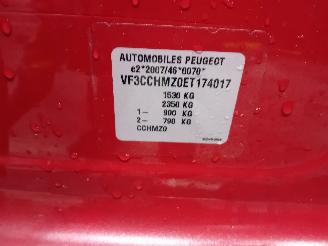 AUTOMOBILES PEUGEOT
e2*2007/46*0070*
VF3CCHMZ0ET174017
1530 KG
2350 KG
1- 900 KG
2- 790 KG
CCHMZ0